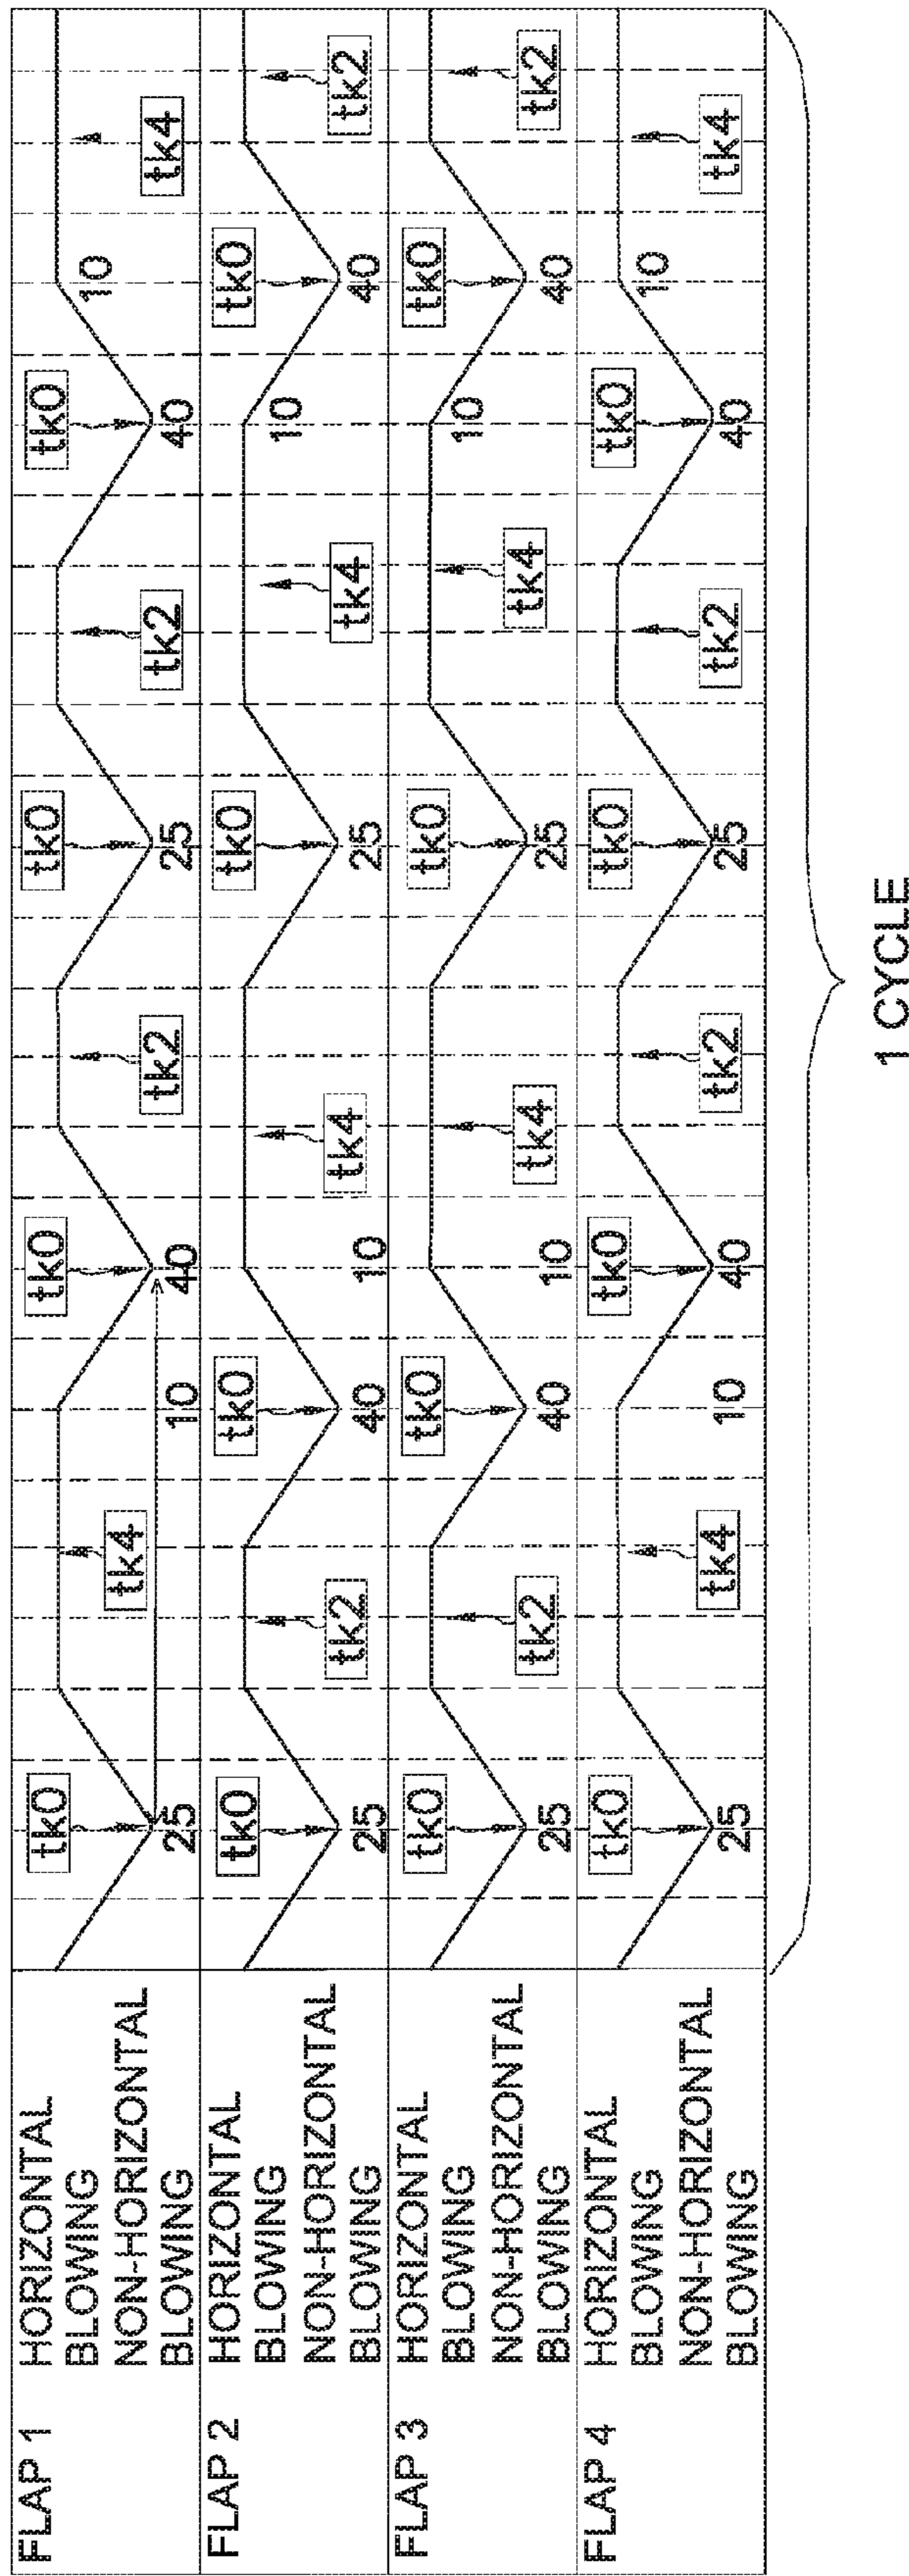 FLAP 1 HORIZONTAL tk0 tk0 tk0 tk0
BLOWING 10
NON-HORIZONTAL tk4 tk2 tk2 tk4
BLOWING 25 10 40 25 40
FLAP 2 HORIZONTAL tk0 tk0 tk0 tk0
BLOWING 10
NON-HORIZONTAL tk2 tk4 tk4 tk2
BLOWING 25 40 10 25 40
FLAP 3 HORIZONTAL tk0 tk0 tk0 tk0
BLOWING 10
NON-HORIZONTAL tk2 tk4 tk4 tk2
BLOWING 25 40 10 25 40
FLAP 4 HORIZONTAL tk0 tk0 tk0 tk0
BLOWING 10
NON-HORIZONTAL tk4 tk2 tk2 tk4
BLOWING 25 10 40 25 40
1 CYCLE